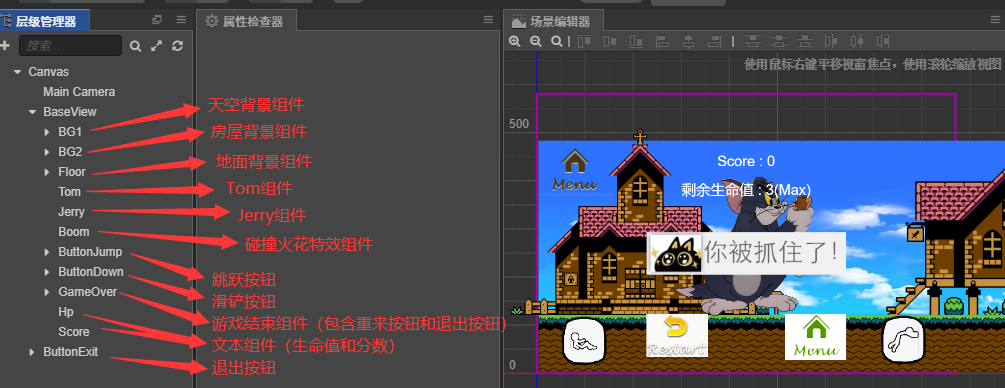 层级管理器
属性检查器
场景编辑器
搜索...
使用鼠标右键平移视窗焦点，使用滚轮缩放视图
Canvas
Main Camera
BaseView
BG1
天空背景组件
BG2
房屋背景组件
Floor
地面背景组件
Tom
Tom组件
Jerry
Jerry组件
Boom
碰撞火花特效组件
ButtonJump
跳跃按钮
ButtonDown
滑铲按钮
GameOver
游戏结束组件（包含重来按钮和退出按钮）
Hp
文本组件（生命值和分数）
Score
ButtonExit
退出按钮
500
Score : 0
Menu
剩余生命值 : 3(Max)
你被抓住了!
Restart
Menu
0